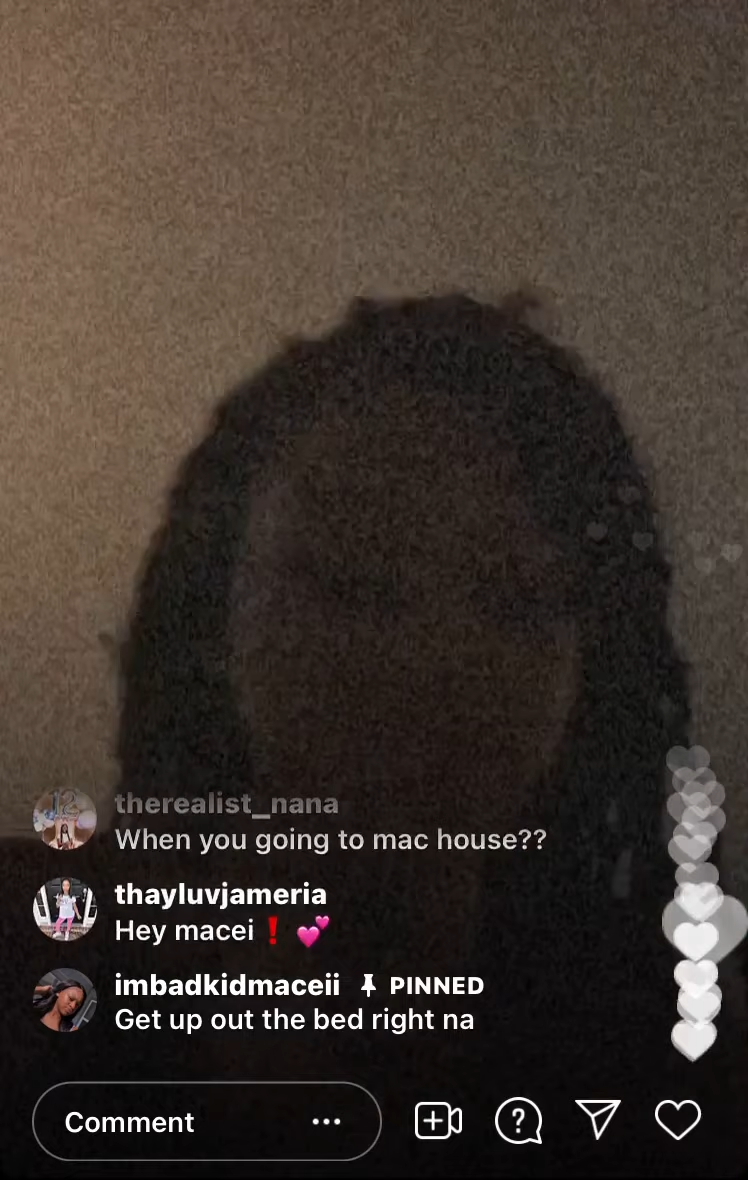 therealist_nana
When you going to mac house??
thayluvjameria
Hey macei❗💕
imbadkidmaceii PINNED
Get up out the bed right na
Comment